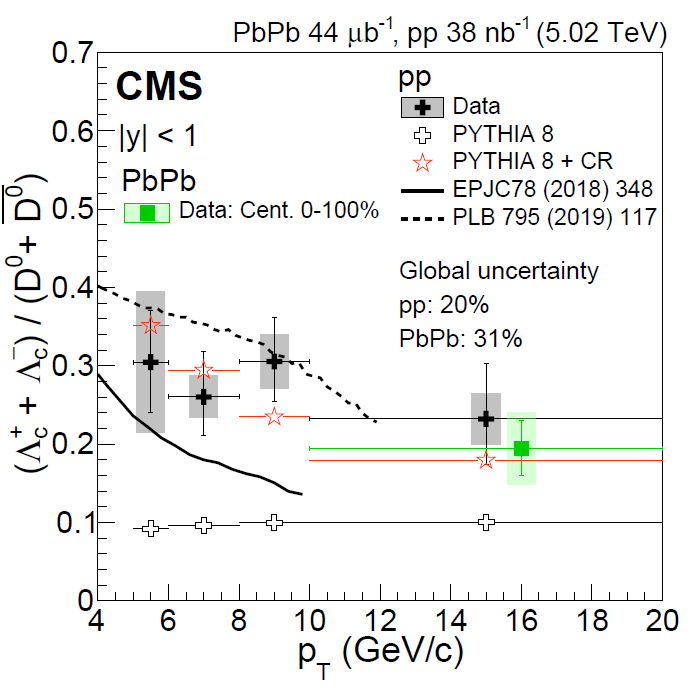 PbPb 44 μb⁻¹, pp 38 nb⁻¹ (5.02 TeV)
CMS
|y| < 1
PbPb
Data: Cent. 0-100%
pp
Data
PYTHIA 8
PYTHIA 8 + CR
EPJC78 (2018) 348
PLB 795 (2019) 117
Global uncertainty
pp: 20%
PbPb: 31%
(Λc⁺ + Λc⁻) / (D⁰ + D̅⁰)
0.7
0.6
0.5
0.4
0.3
0.2
0.1
0
4 6 8 10 12 14 16 18 20
pT (GeV/c)